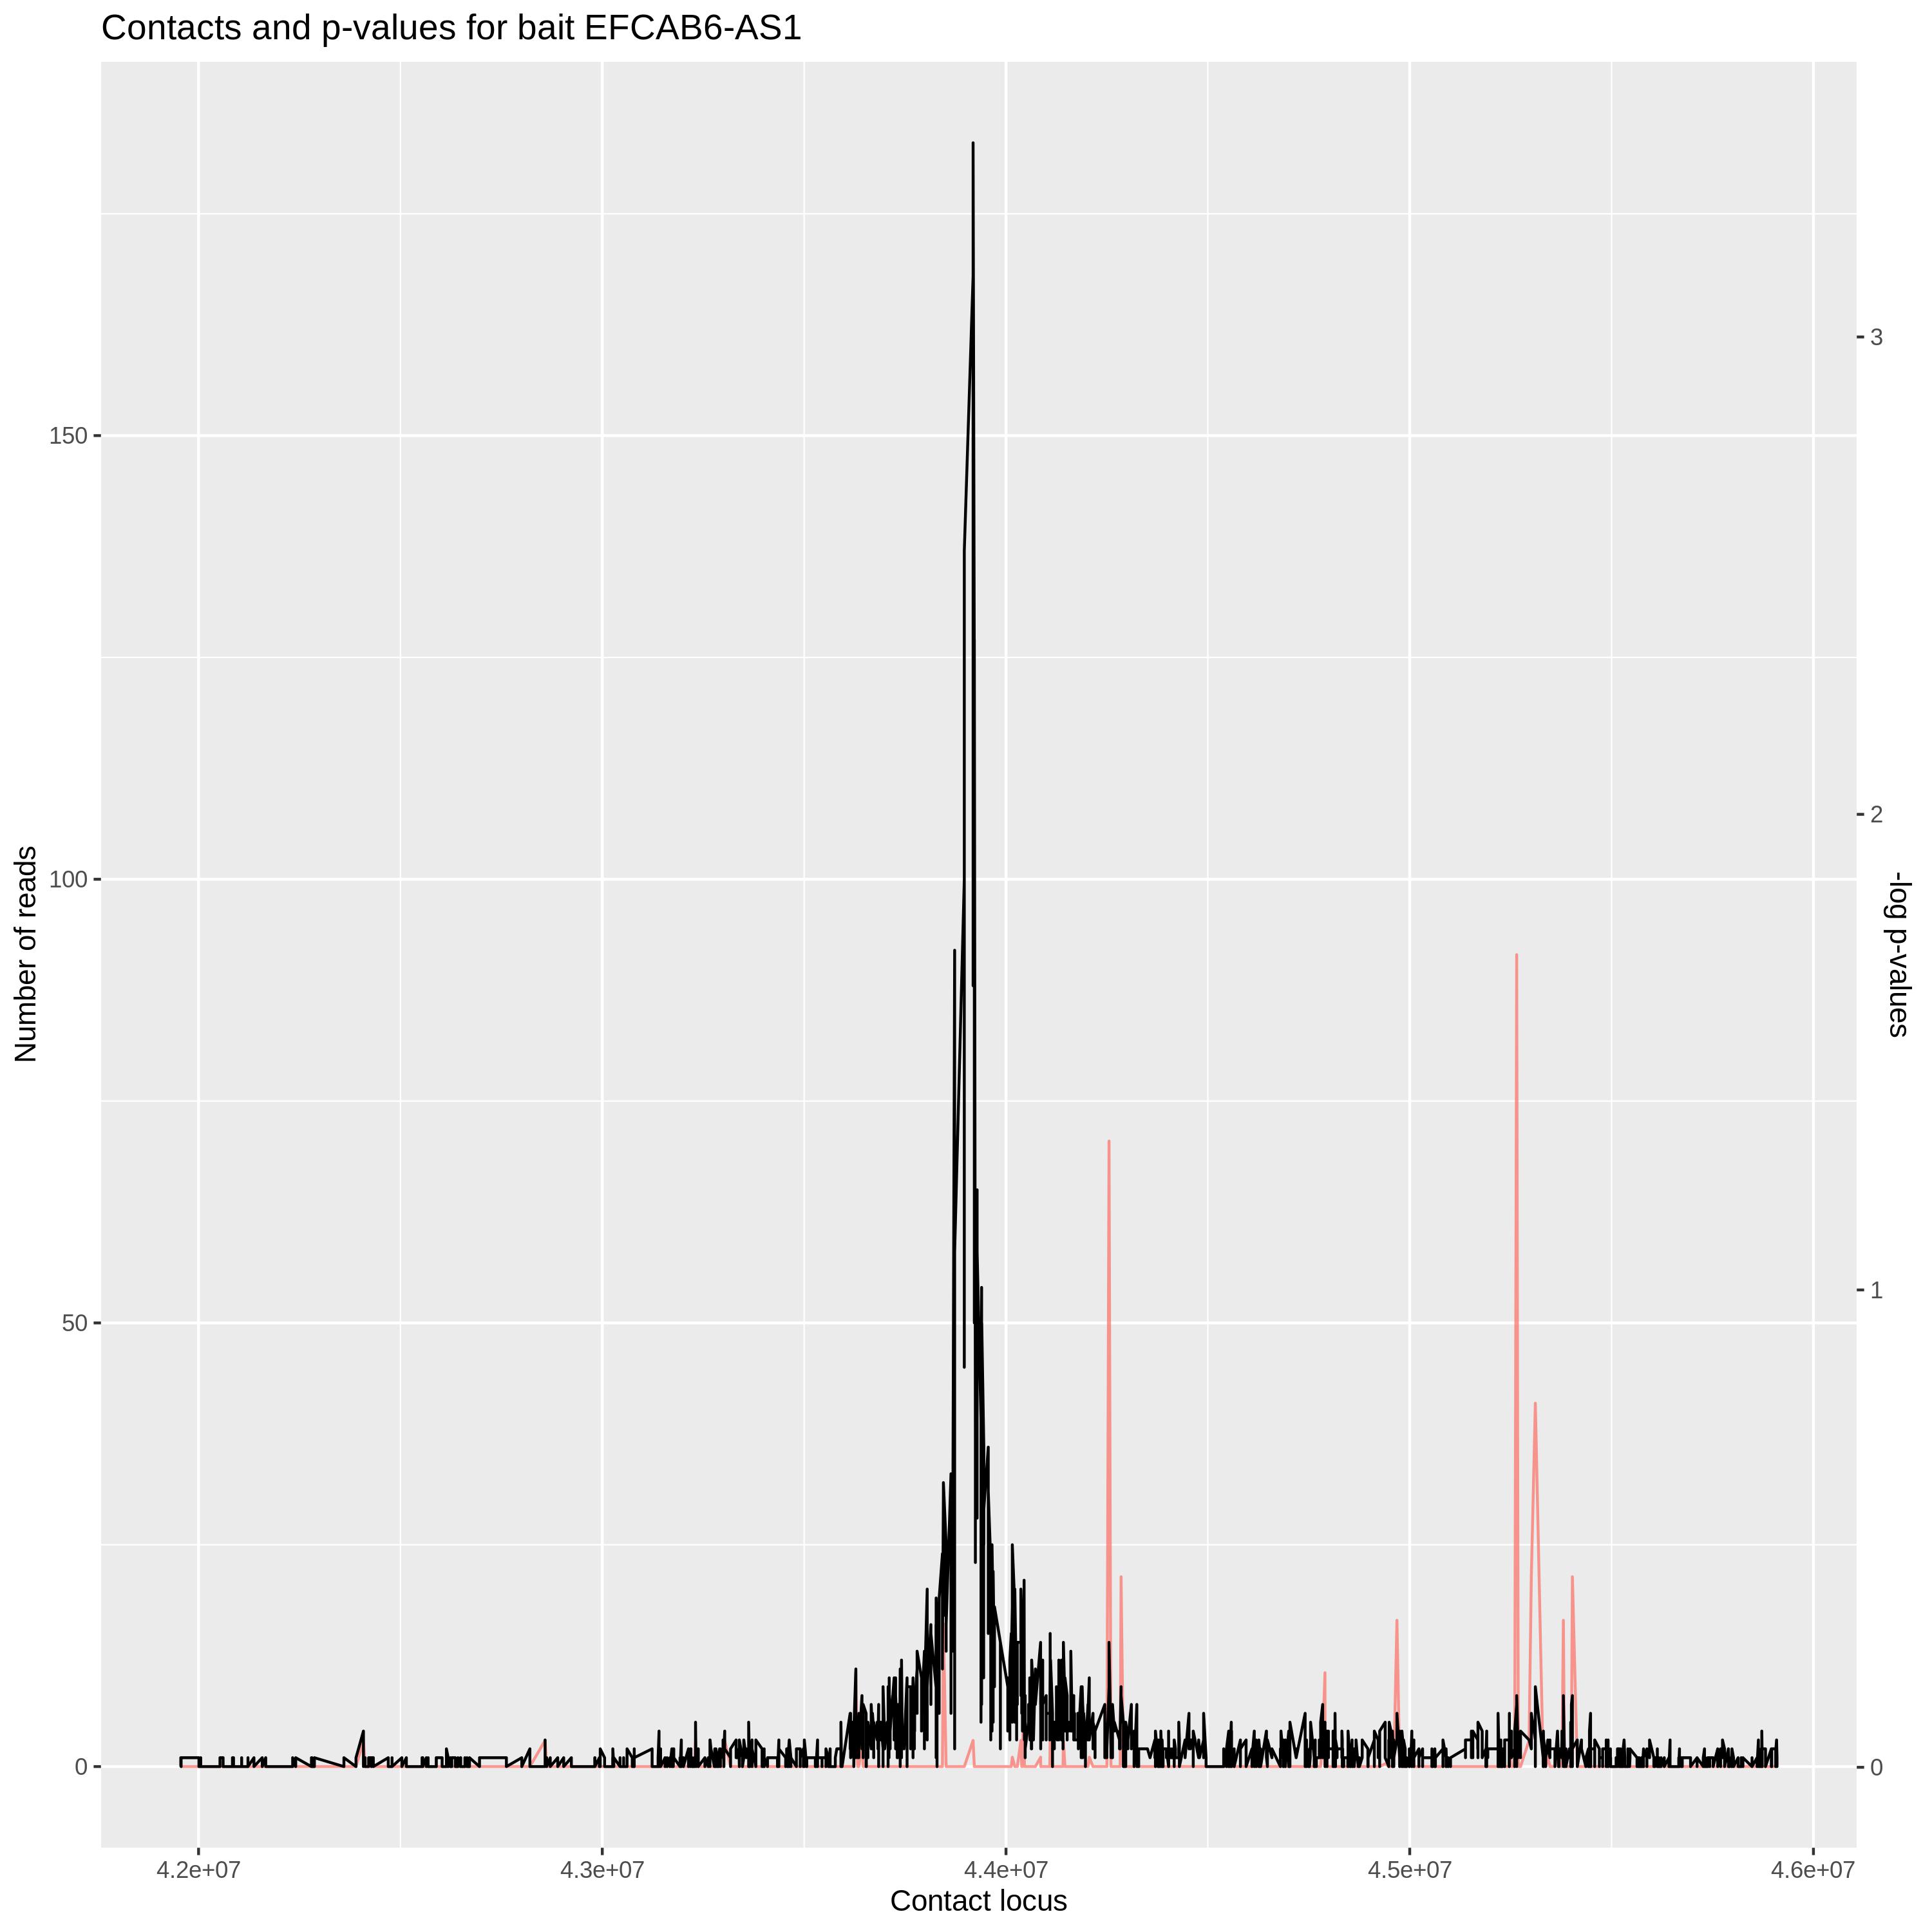 Contacts and p-values for bait EFCAB6-AS1
Number of reads
150
100
50
0
3
2
1
0
-log p-values
4.2e+07
4.3e+07
4.4e+07
4.5e+07
4.6e+07
Contact locus